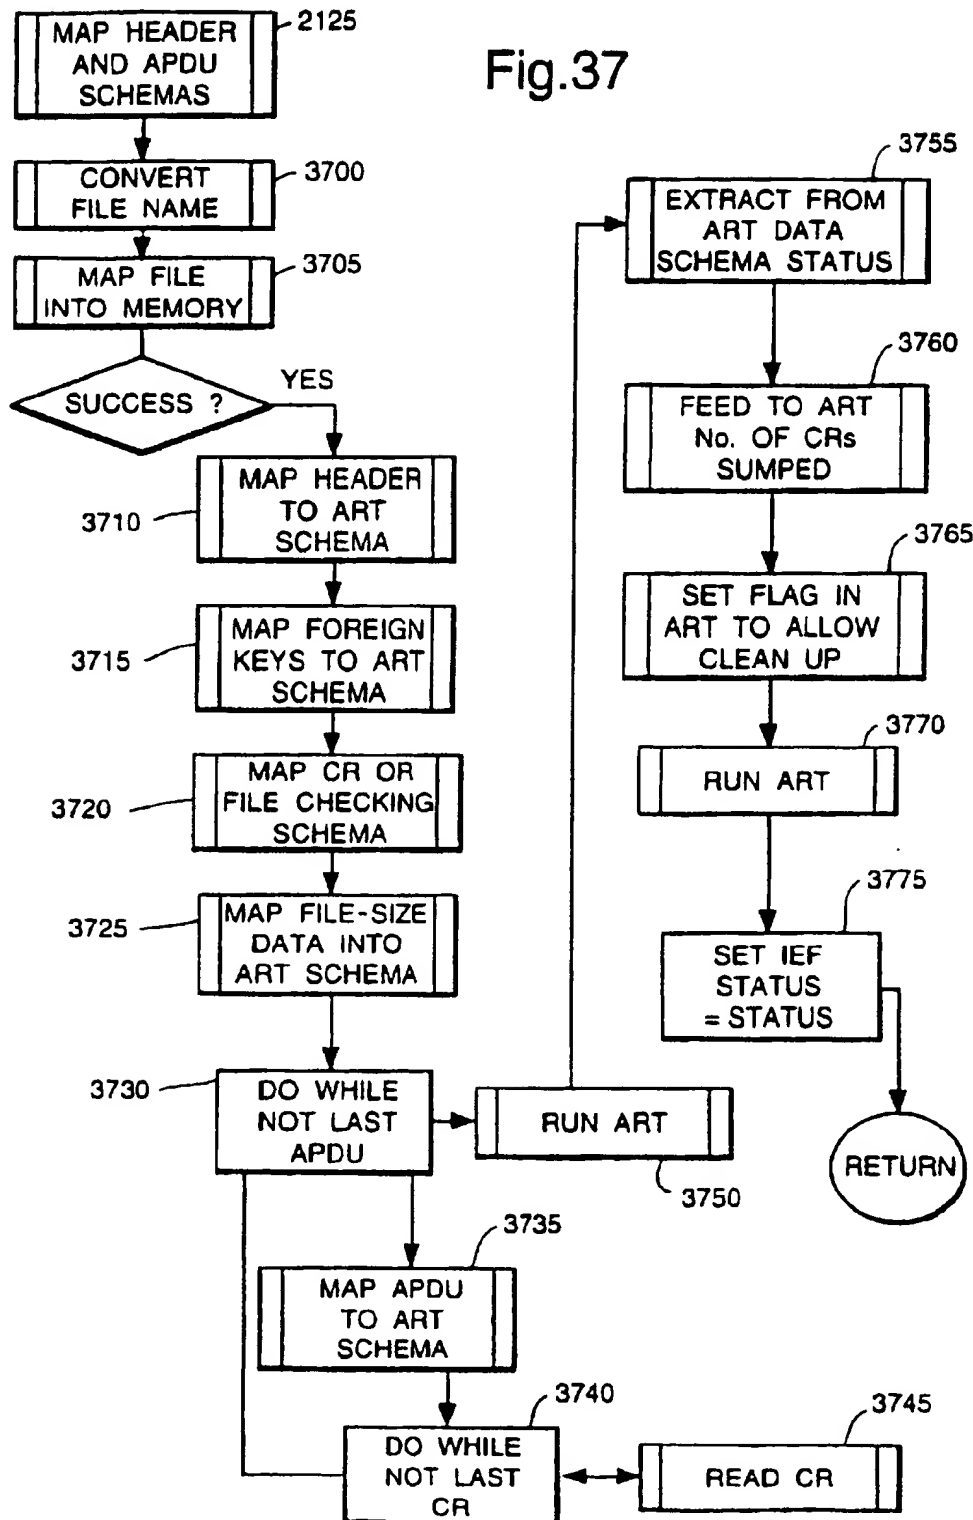 Fig.37
2125
MAP HEADER
AND APDU
SCHEMAS
3700
CONVERT
FILE NAME
3705
MAP FILE
INTO MEMORY
SUCCESS ?
YES
3710
MAP HEADER
TO ART
SCHEMA
3715
MAP FOREIGN
KEYS TO ART
SCHEMA
3720
MAP CR OR
FILE CHECKING
SCHEMA
3725
MAP FILE-SIZE
DATA INTO
ART SCHEMA
3730
DO WHILE
NOT LAST
APDU
3735
MAP APDU
TO ART
SCHEMA
3740
DO WHILE
NOT LAST
CR
3745
READ CR
RUN ART
3750
3755
EXTRACT FROM
ART DATA
SCHEMA STATUS
3760
FEED TO ART
No. OF CRs
SUMPED
3765
SET FLAG IN
ART TO ALLOW
CLEAN UP
3770
RUN ART
3775
SET IEF
STATUS
= STATUS
RETURN